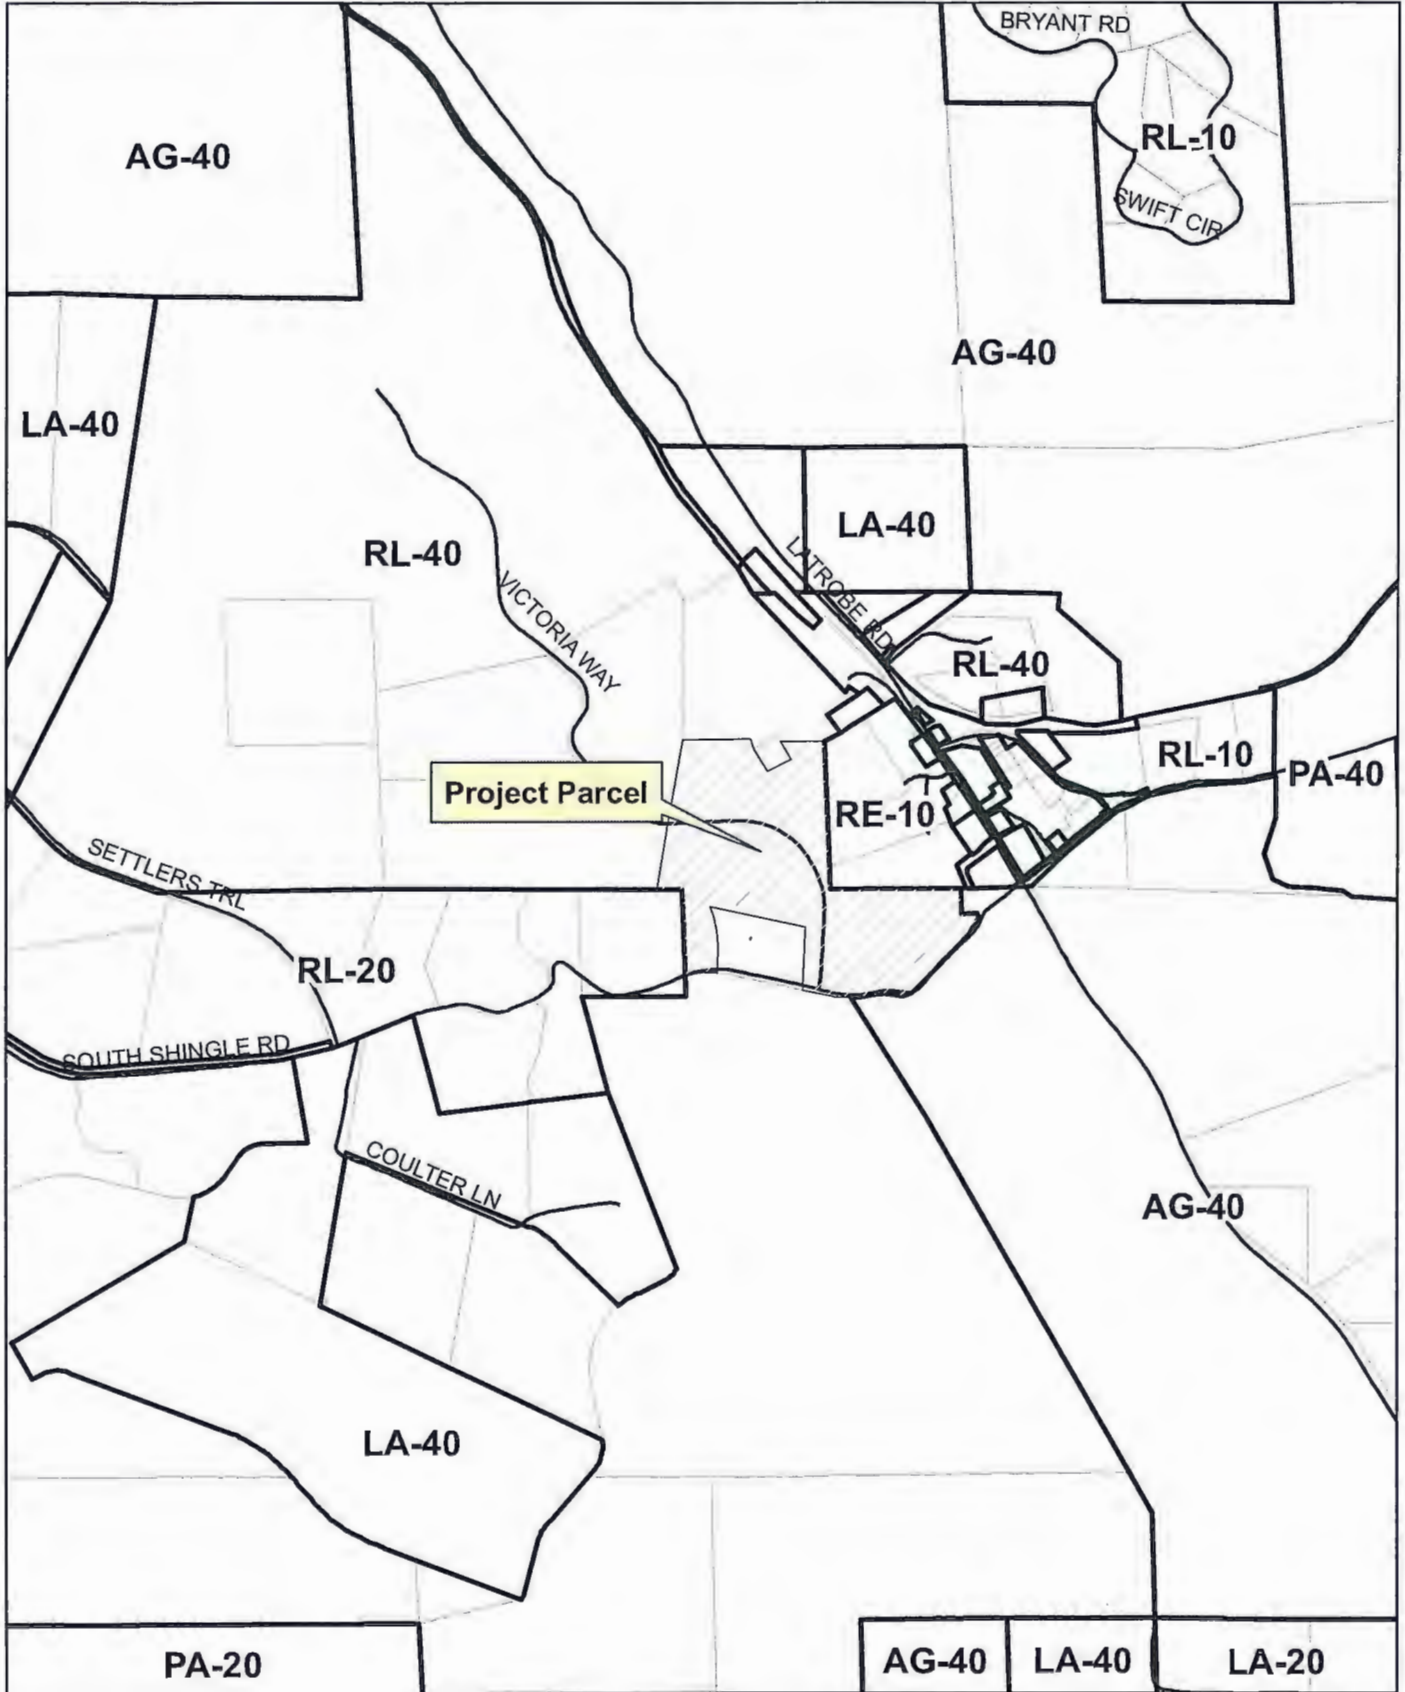 BRYANT RD
AG-40
RL-10
SWIFT CIR
AG-40
LA-40
LA-40
RL-40
LATROBE RD
VICTORIA WAY
RL-40
RL-10
PA-40
Project Parcel
RE-10
SETTLERS TRL
RL-20
SOUTH SHINGLE RD
COULTER LN
AG-40
LA-40
PA-20
AG-40
LA-40
LA-20